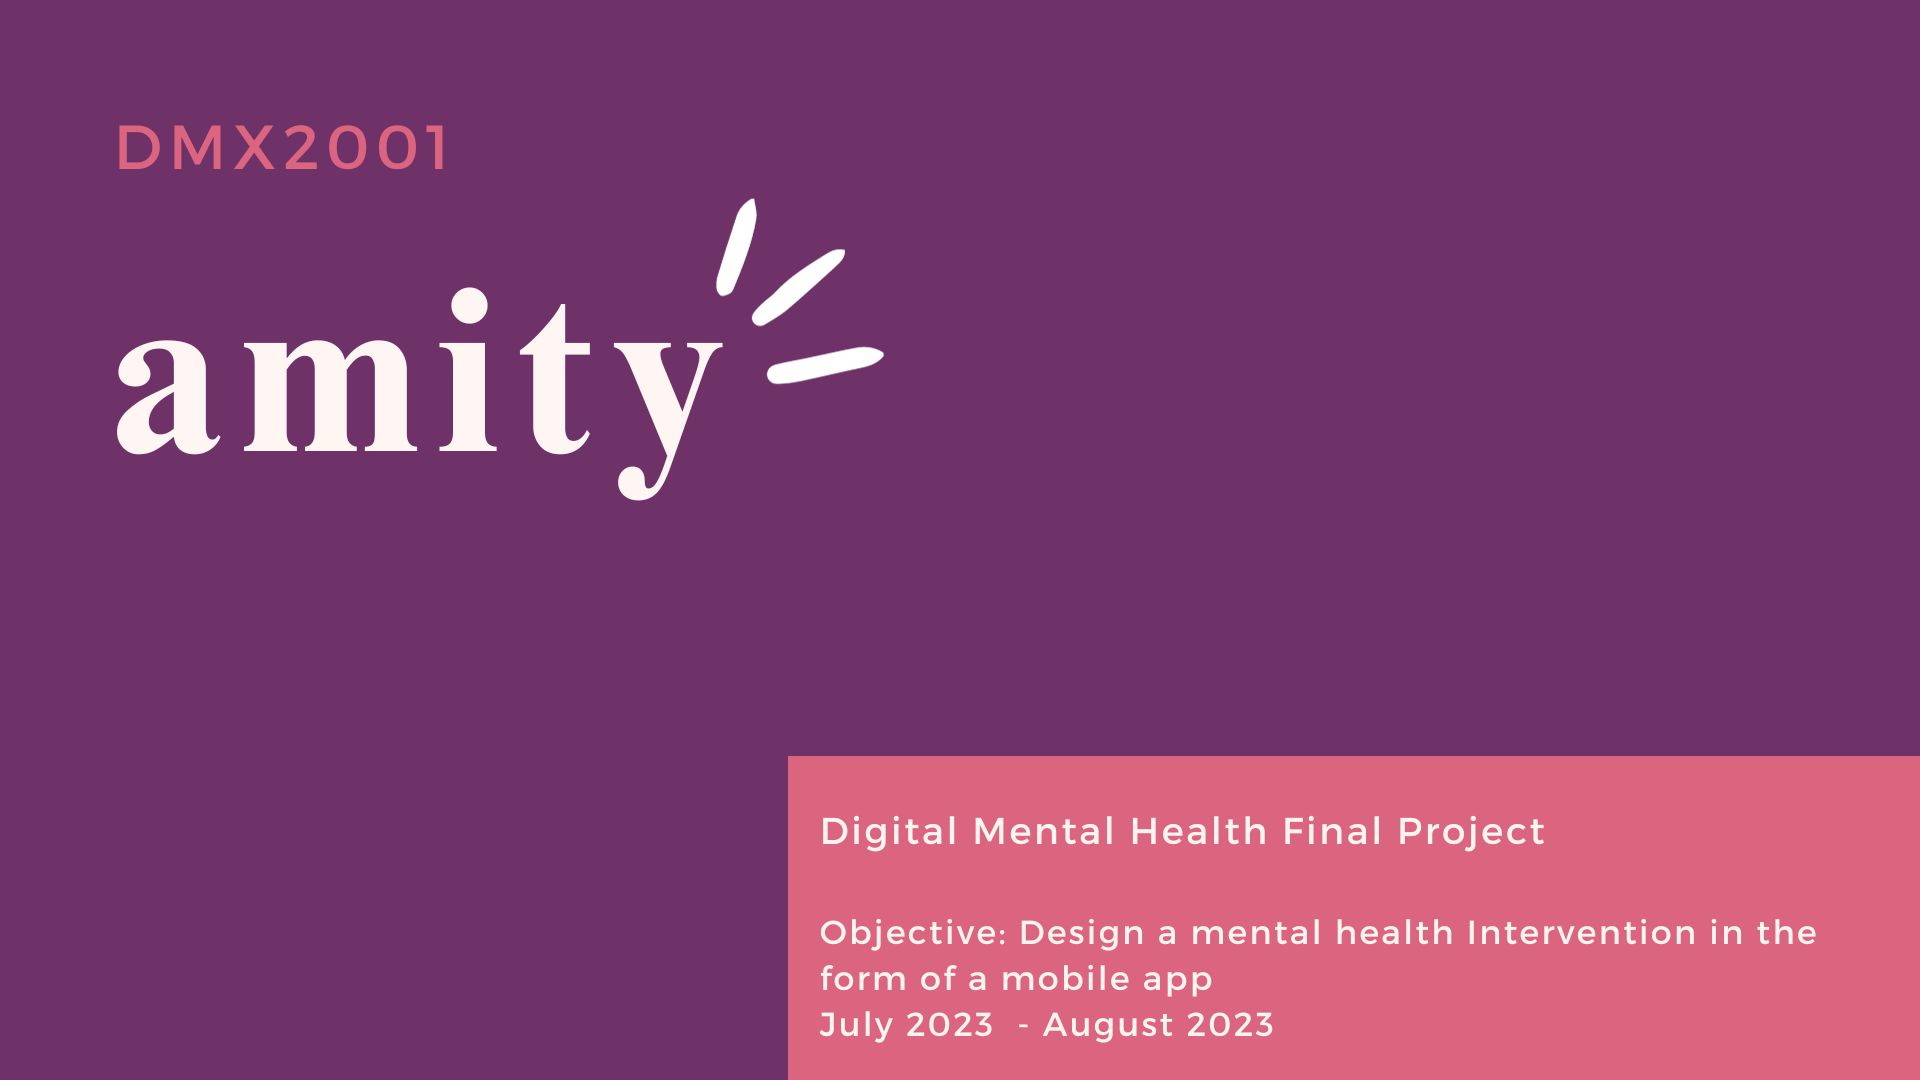 DMX2001
amity
Digital Mental Health Final Project
Objective: Design a mental health Intervention in the
form of a mobile app
July 2023  - August 2023